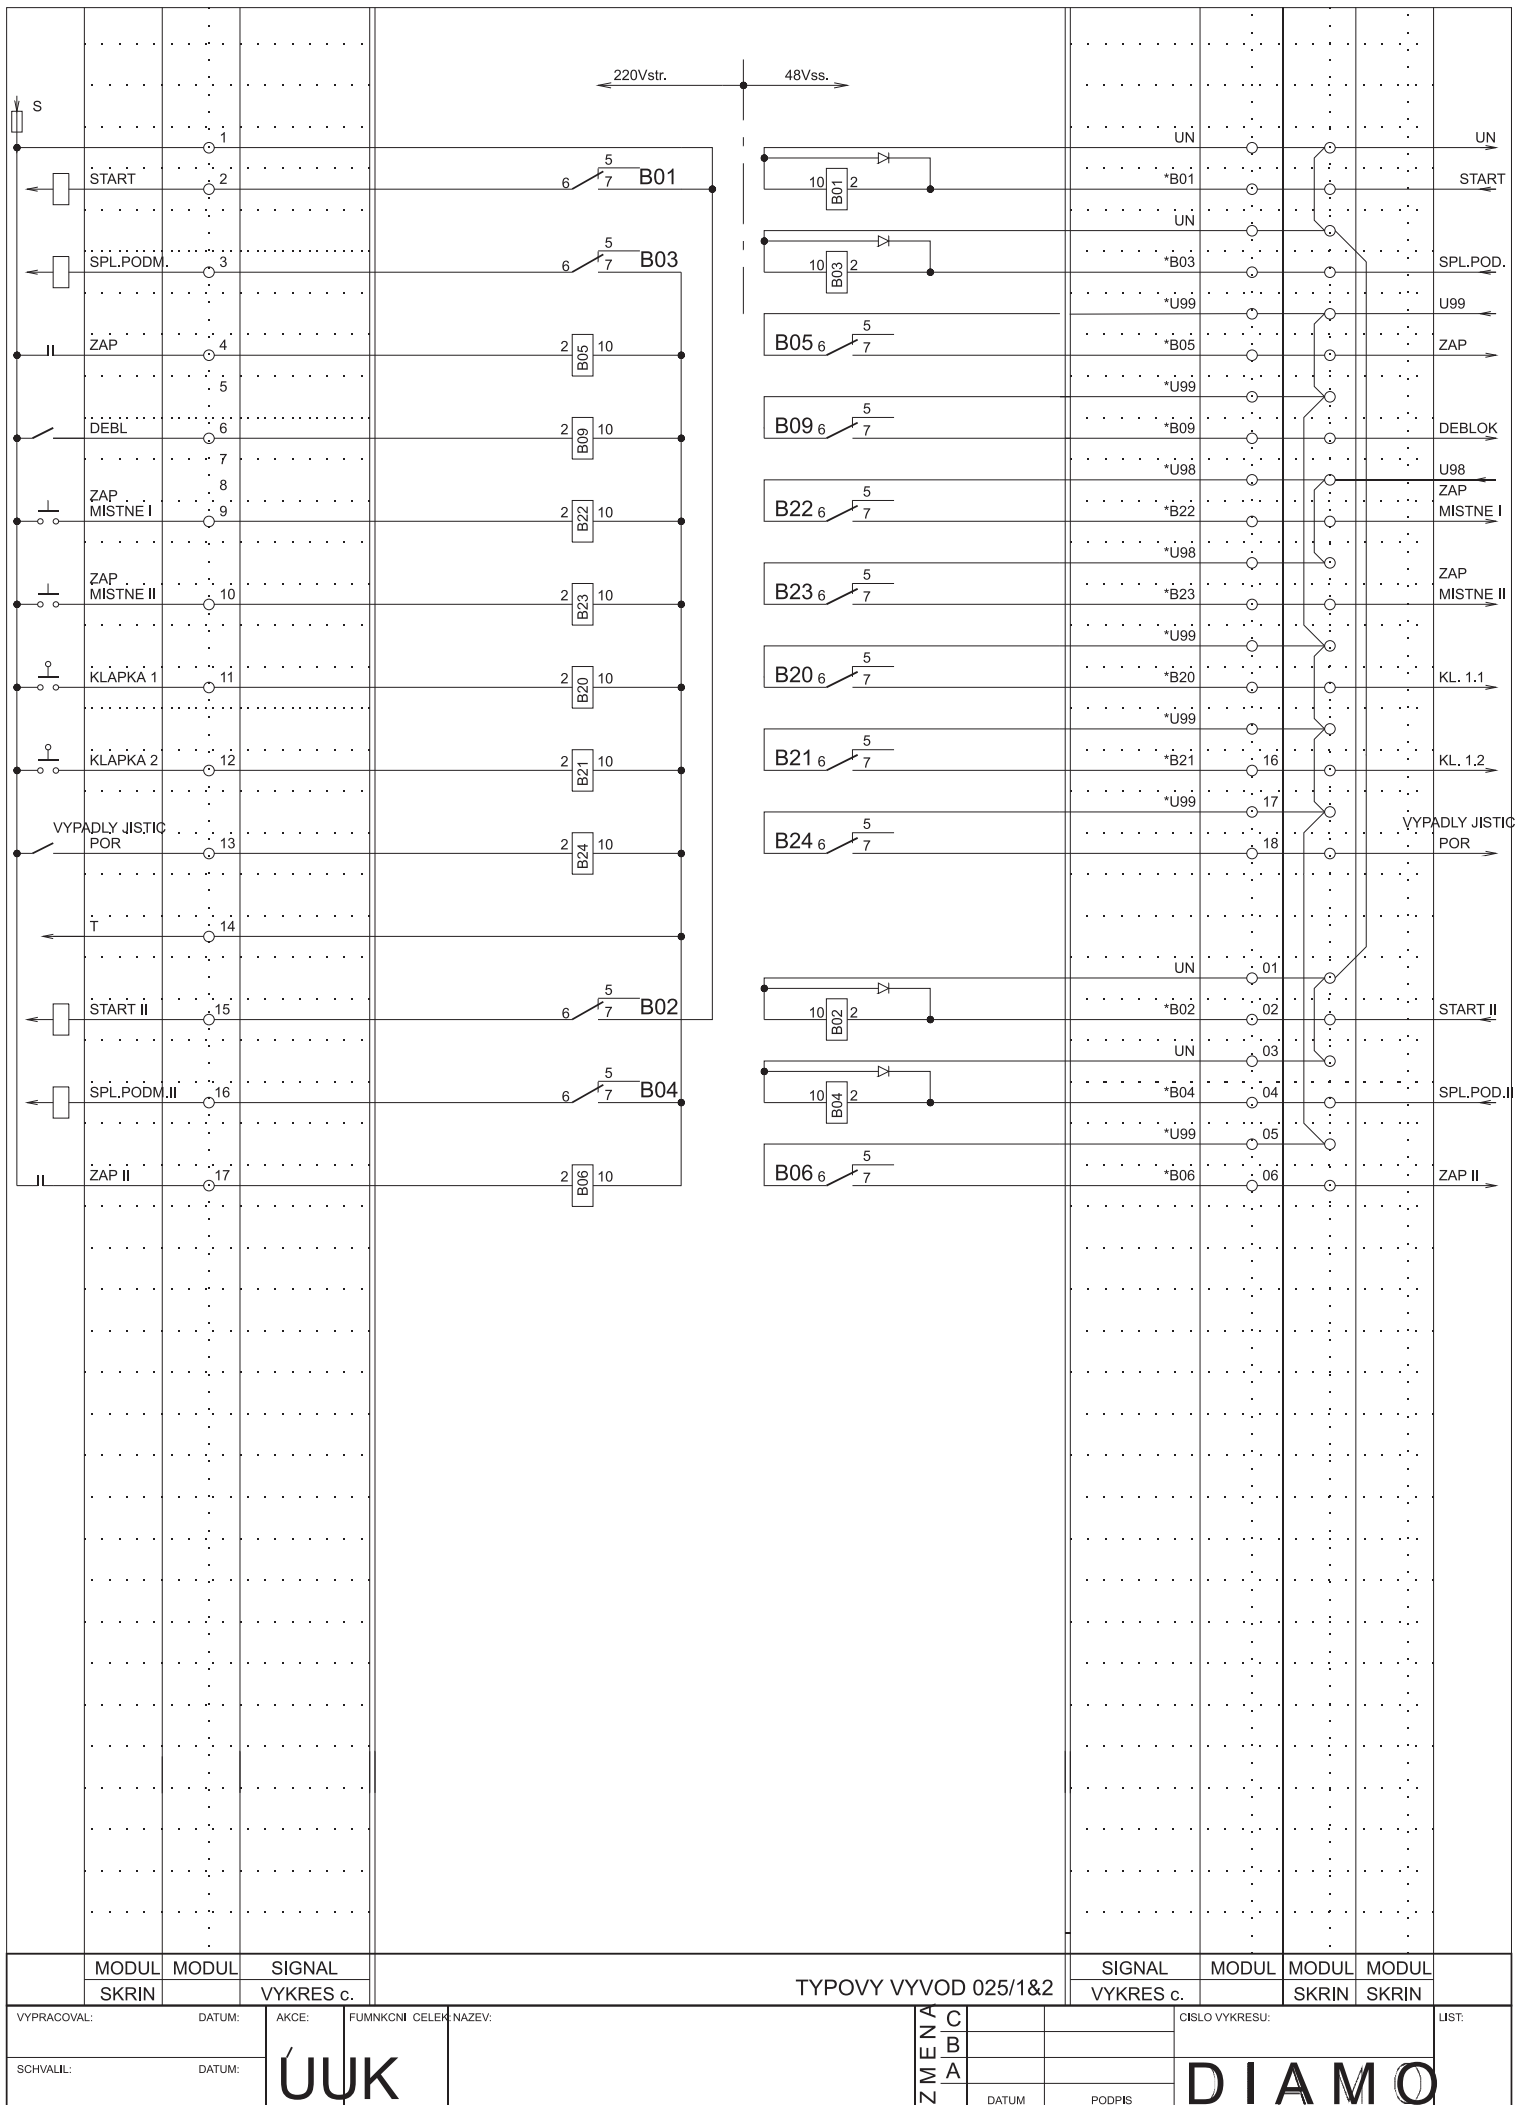 220Vstr. 48Vss.
S
1 UN UN
START 2 6 5 7 B01 10 B01 2 *B01 START
UN
SPL.PODM. 3 6 5 7 B03 10 B03 2 *B03 SPL.POD.
*U99 U99
ZAP 4 2 B05 10 B05 6 5 7 *B05 ZAP
5 *U99
DEBL 6 2 B09 10 B09 6 5 7 *B09 DEBLOK
7 *U98 U98
8
ZAP ZAP
MISTNE I 9 2 B22 10 B22 6 5 7 *B22 MISTNE I
*U98
ZAP ZAP
MISTNE II 10 2 B23 10 B23 6 5 7 *B23 MISTNE II
*U99
KLAPKA 1 11 2 B20 10 B20 6 5 7 *B20 KL. 1.1
*U99
KLAPKA 2 12 2 B21 10 B21 6 5 7 *B21 16 KL. 1.2
*U99 17
VYPADLY JISTIC VYPADLY JISTIC
POR 13 2 B24 10 B24 6 5 7 18 POR
T 14
UN 01
START II 15 6 5 7 B02 10 B02 2 *B02 02 START II
UN 03
SPL.PODM.II 16 6 5 7 B04 10 B04 2 *B04 04 SPL.POD.II
*U99 05
ZAP II 17 2 B06 10 B06 6 5 7 *B06 06 ZAP II
MODUL MODUL SIGNAL SIGNAL MODUL MODUL MODUL
SKRIN VYKRES c. TYPOVY VYVOD 025/1&2 VYKRES c. SKRIN SKRIN
VYPRACOVAL: DATUM: AKCE: FUMNKCNI CELEK: NAZEV: ZMENA C CISLO VYKRESU: LIST:
B
SCHVALIL: DATUM: ÚUK A DIAMO
DATUM PODPIS